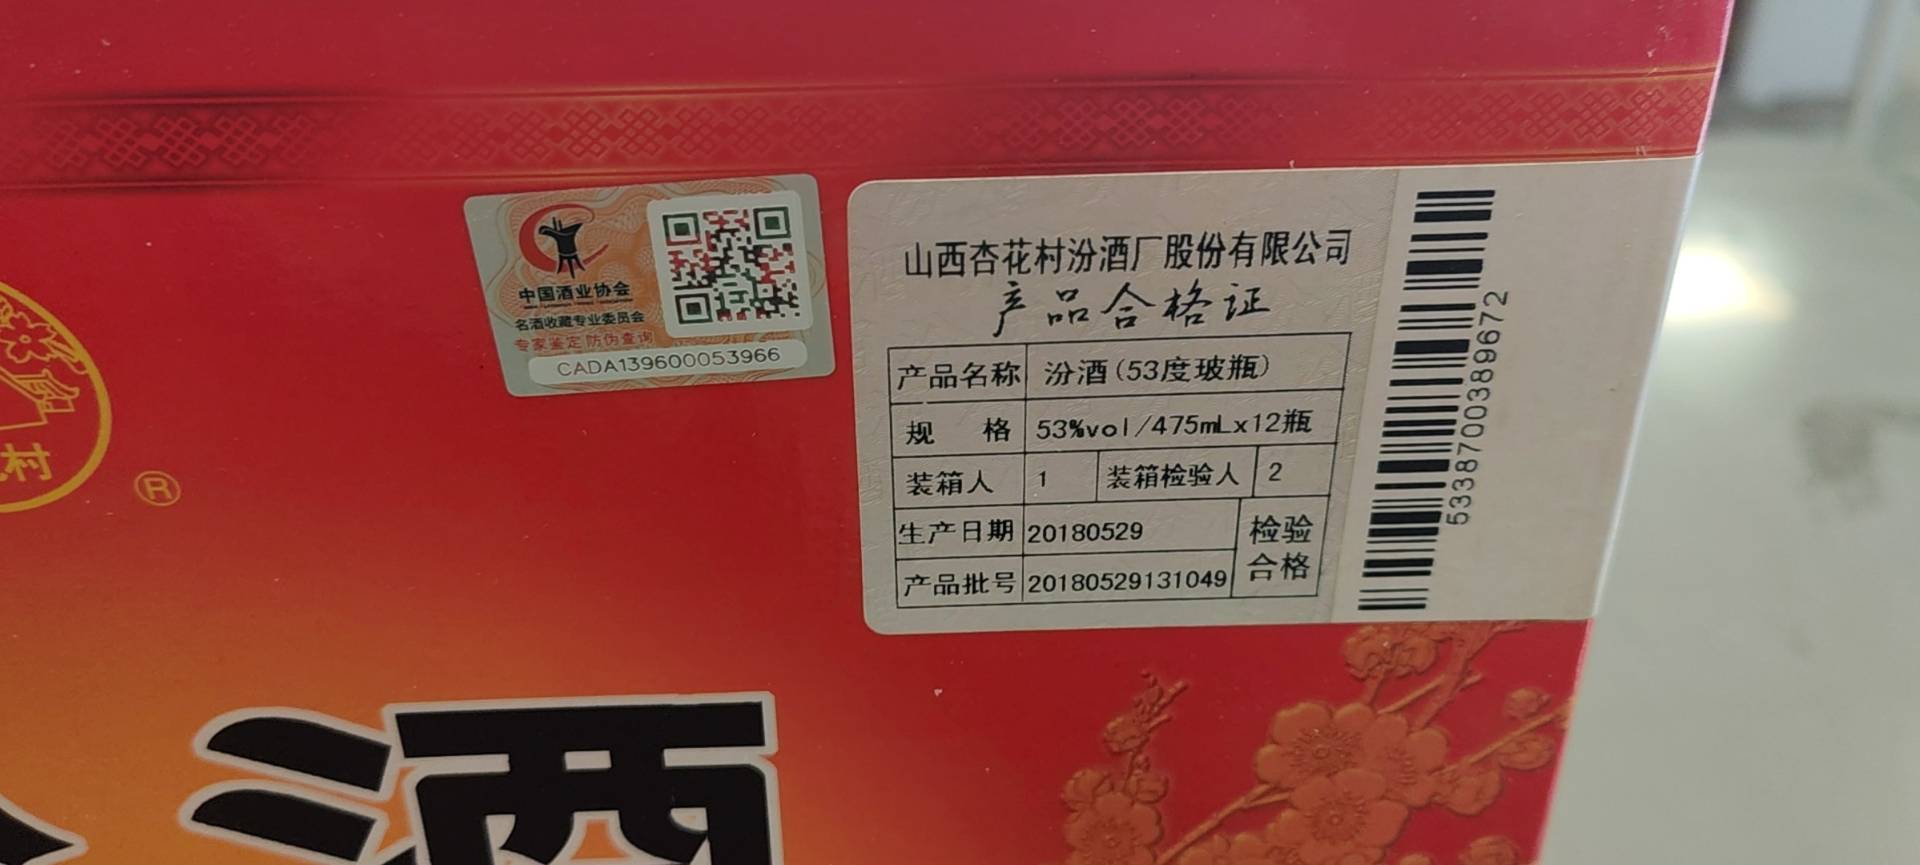 中国酒业协会
名酒收藏专业委员会
专家鉴定 防伪查询
CADA139600053966
山西杏花村汾酒厂股份有限公司
产品合格证
产品名称 汾酒(53度玻瓶)
规 格 53%vol/475mLx12瓶
装箱人 1 装箱检验人 2
生产日期 20180529 检验
产品批号 20180529131049 合格
5338700389672
村
®
酒